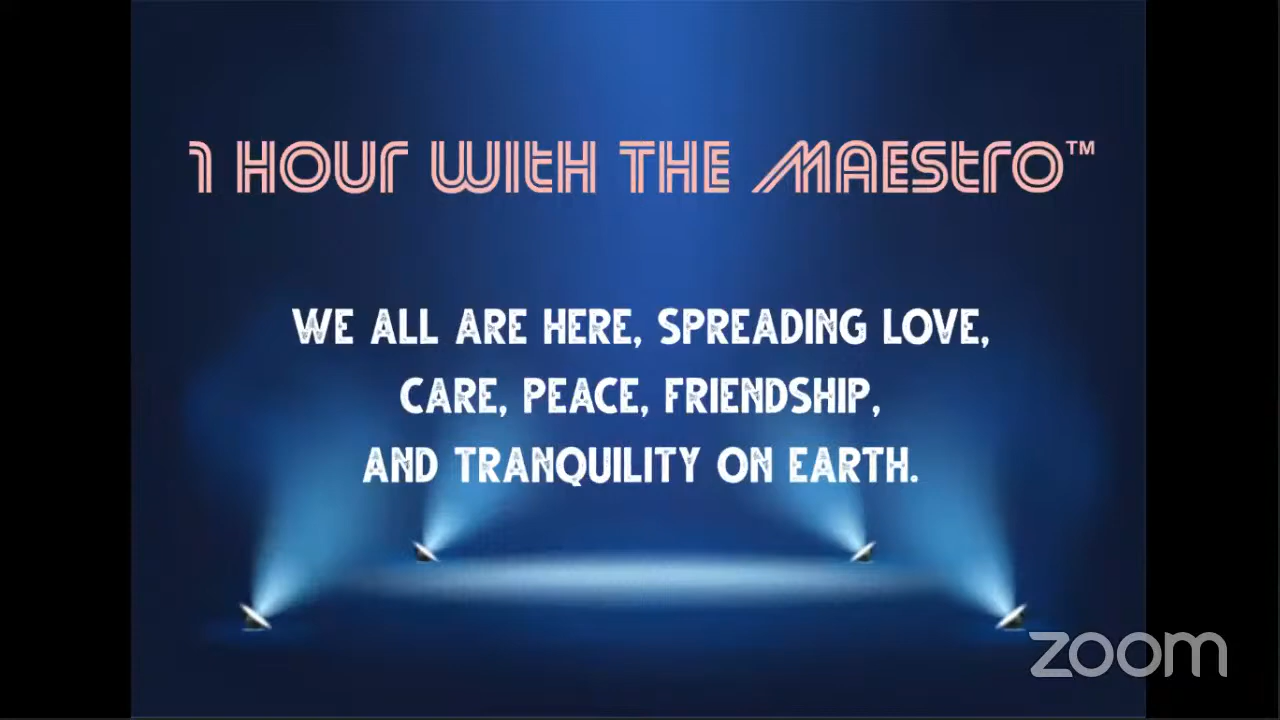 1 HOUR WITH THE MAESTRO™
WE ALL ARE HERE, SPREADING LOVE,
CARE, PEACE, FRIENDSHIP,
AND TRANQUILITY ON EARTH.
zoom